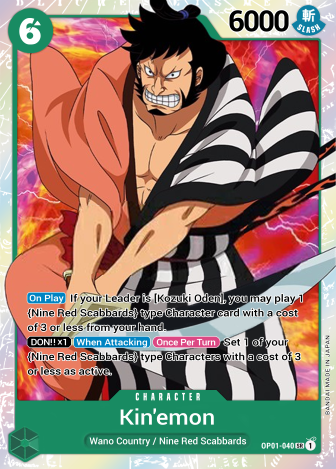 6
6000
斬
SLASH
On Play If your Leader is [Kozuki Oden], you may play 1
{Nine Red Scabbards} type Character card with a cost
of 3 or less from your hand.
DON!!×1 When Attacking Once Per Turn Set 1 of your
{Nine Red Scabbards} type Characters with a cost of 3
or less as active.
BANDAI MADE IN JAPAN
CHARACTER
Kin'emon
Wano Country / Nine Red Scabbards
OP01-040 SR 1